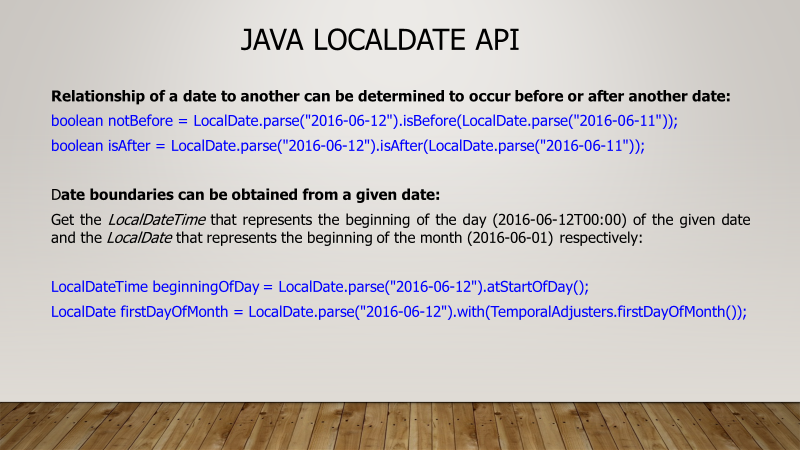 JAVA LOCALDATE API
Relationship of a date to another can be determined to occur before or after another date:
boolean notBefore = LocalDate.parse("2016-06-12").isBefore(LocalDate.parse("2016-06-11"));
boolean isAfter = LocalDate.parse("2016-06-12").isAfter(LocalDate.parse("2016-06-11"));
Date boundaries can be obtained from a given date:
Get the LocalDateTime that represents the beginning of the day (2016-06-12T00:00) of the given date
and the LocalDate that represents the beginning of the month (2016-06-01) respectively:
LocalDateTime beginningOfDay = LocalDate.parse("2016-06-12").atStartOfDay();
LocalDate firstDayOfMonth = LocalDate.parse("2016-06-12").with(TemporalAdjusters.firstDayOfMonth());